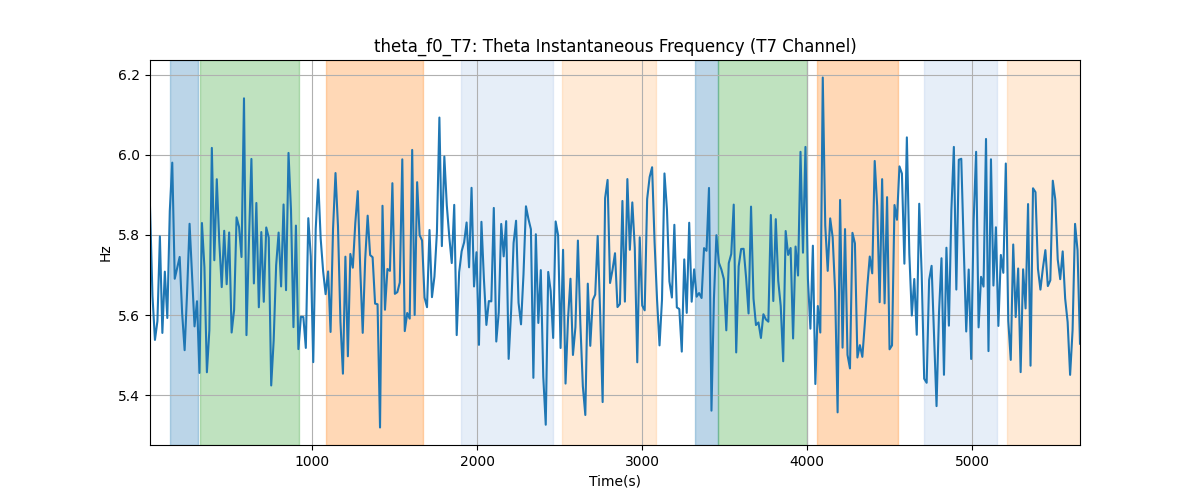 theta_f0_T7: Theta Instantaneous Frequency (T7 Channel)
6.2
6.0
5.8
5.6
5.4
Hz
1000 2000 3000 4000 5000
Time(s)